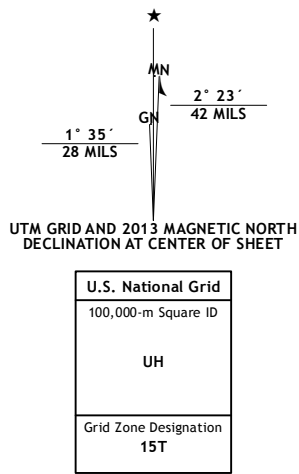 ★
MN
GN
2° 23´
42 MILS
1° 35´
28 MILS
UTM GRID AND 2013 MAGNETIC NORTH
DECLINATION AT CENTER OF SHEET
U.S. National Grid
100,000-m Square ID
UH
Grid Zone Designation
15T